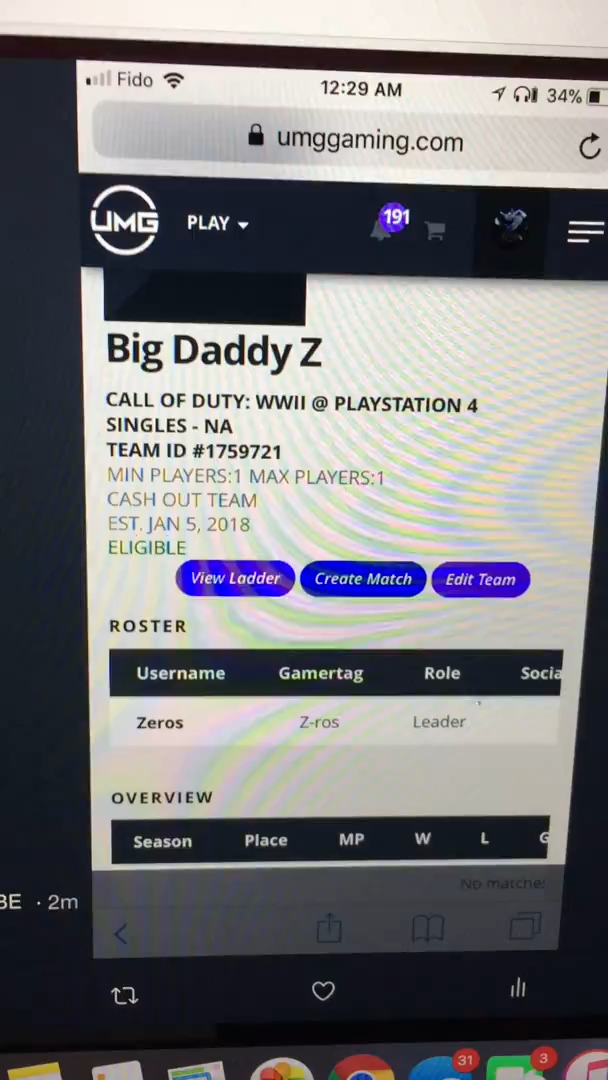 Fido 12:29 AM 34%
umggaming.com
UMG PLAY 191
Big Daddy Z
CALL OF DUTY: WWII @ PLAYSTATION 4
SINGLES - NA
TEAM ID #1759721
MIN PLAYERS:1 MAX PLAYERS:1
CASH OUT TEAM
EST. JAN 5, 2018
ELIGIBLE
View Ladder Create Match Edit Team
ROSTER
Username Gamertag Role Socia
Zeros Z-ros Leader
OVERVIEW
Season Place MP W L
No matches
BE · 2m
31 3